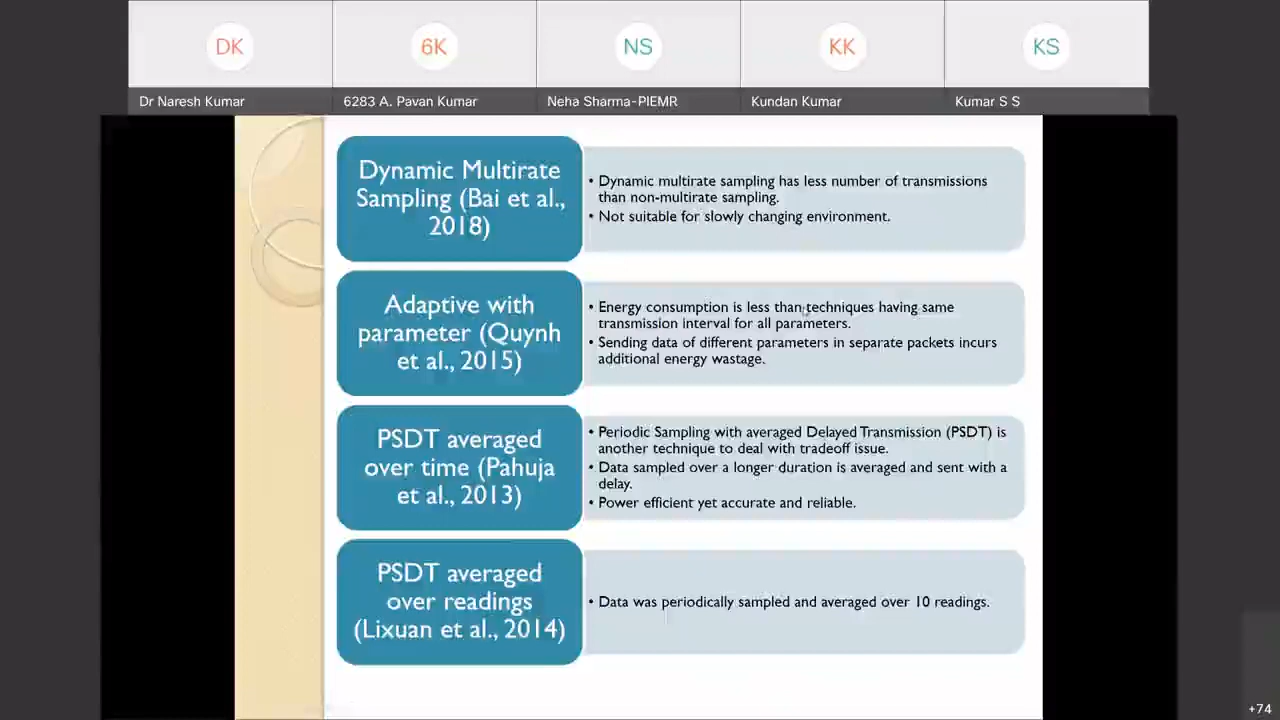 DK
6K
NS
KK
KS
Dr Naresh Kumar
6283 A. Pavan Kumar
Neha Sharma-PIEMR
Kundan Kumar
Kumar S S
Dynamic Multirate
Sampling (Bai et al.,
2018)
• Dynamic multirate sampling has less number of transmissions
than non-multirate sampling.
• Not suitable for slowly changing environment.
Adaptive with
parameter (Quynh
et al., 2015)
• Energy consumption is less than techniques having same
transmission interval for all parameters.
• Sending data of different parameters in separate packets incurs
additional energy wastage.
PSDT averaged
over time (Pahuja
et al., 2013)
• Periodic Sampling with averaged Delayed Transmission (PSDT) is
another technique to deal with tradeoff issue.
• Data sampled over a longer duration is averaged and sent with a
delay.
• Power efficient yet accurate and reliable.
PSDT averaged
over readings
(Lixuan et al., 2014)
• Data was periodically sampled and averaged over 10 readings.
+74